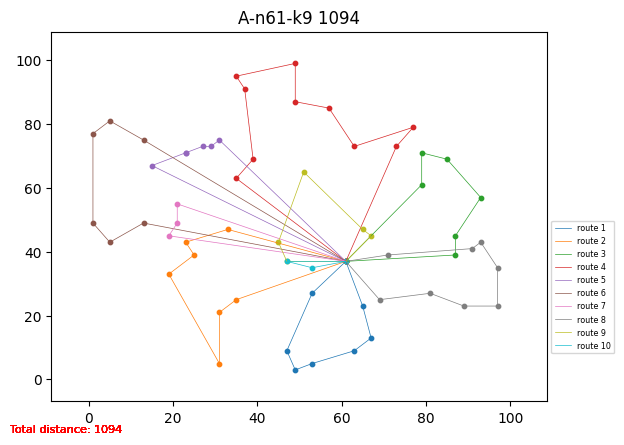 A-n61-k9 1094
100
80
60
40
20
0
0 20 40 60 80 100
route 1
route 2
route 3
route 4
route 5
route 6
route 7
route 8
route 9
route 10
Total distance: 1094